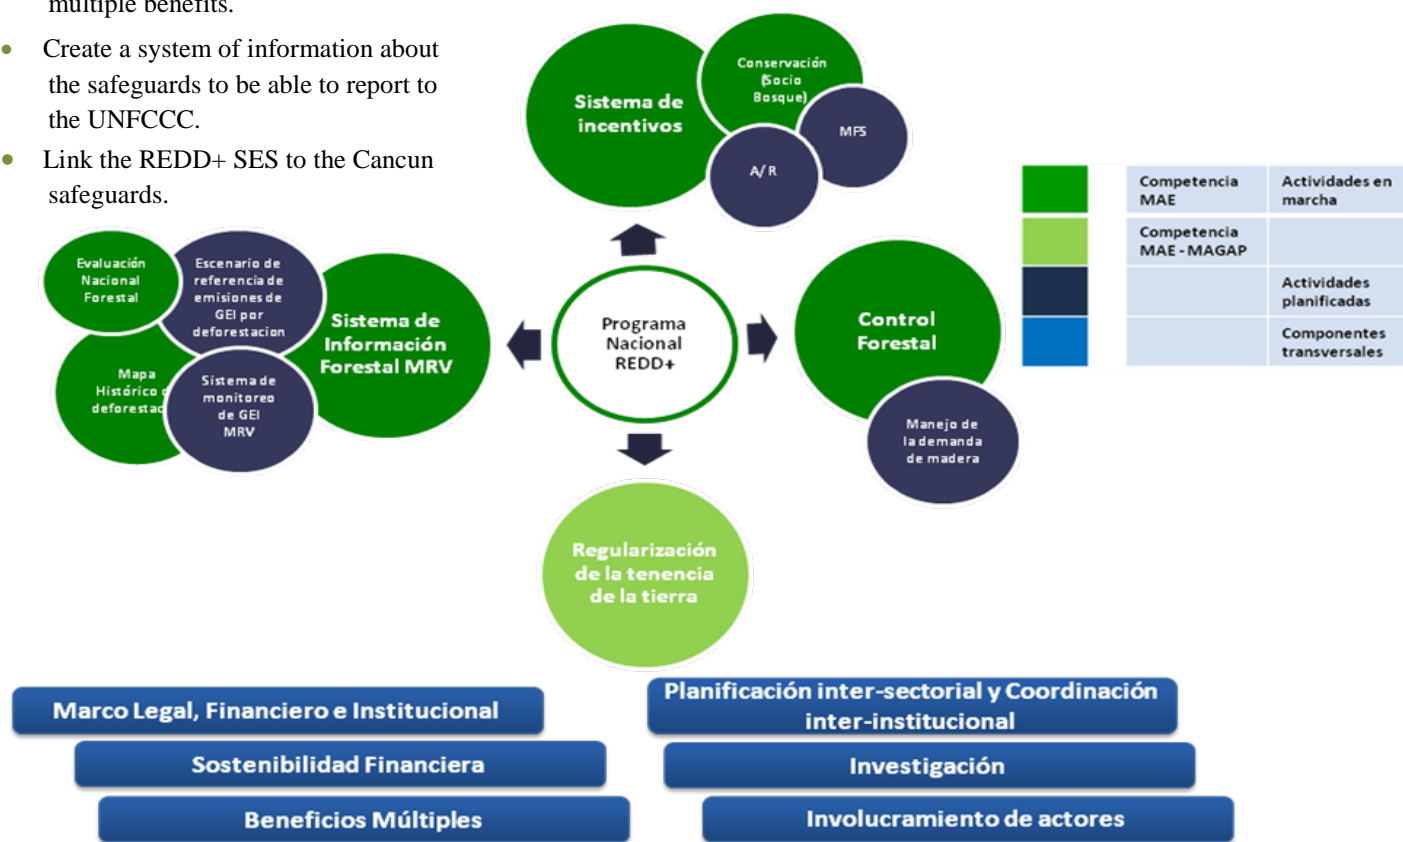 multiple benefits.
• Create a system of information about
the safeguards to be able to report to
the UNFCCC.
• Link the REDD+ SES to the Cancun
safeguards.
Sistema de
incentivos
Conservación
(Socio
Bosque)
MFS
A/R
Competencia
MAE
Actividades en
marcha
Competencia
MAE - MAGAP
Actividades
planificadas
Componentes
transversales
Evaluación
Nacional
Forestal
Escenario de
referencia de
emisiones de
GEI por
deforestacion
Sistema de
Información
Forestal MRV
Mapa
Histórico
Sistema de
monitoreo
de GEI
MRV
Programa
Nacional
REDD+
Control
Forestal
Manejo de
la demanda
de madera
Regularización
de la tenencia
de la tierra
Marco Legal, Financiero e Institucional
Sostenibilidad Financiera
Beneficios Múltiples
Planificación inter-sectorial y Coordinación
inter-institucional
Investigación
Involucramiento de actores